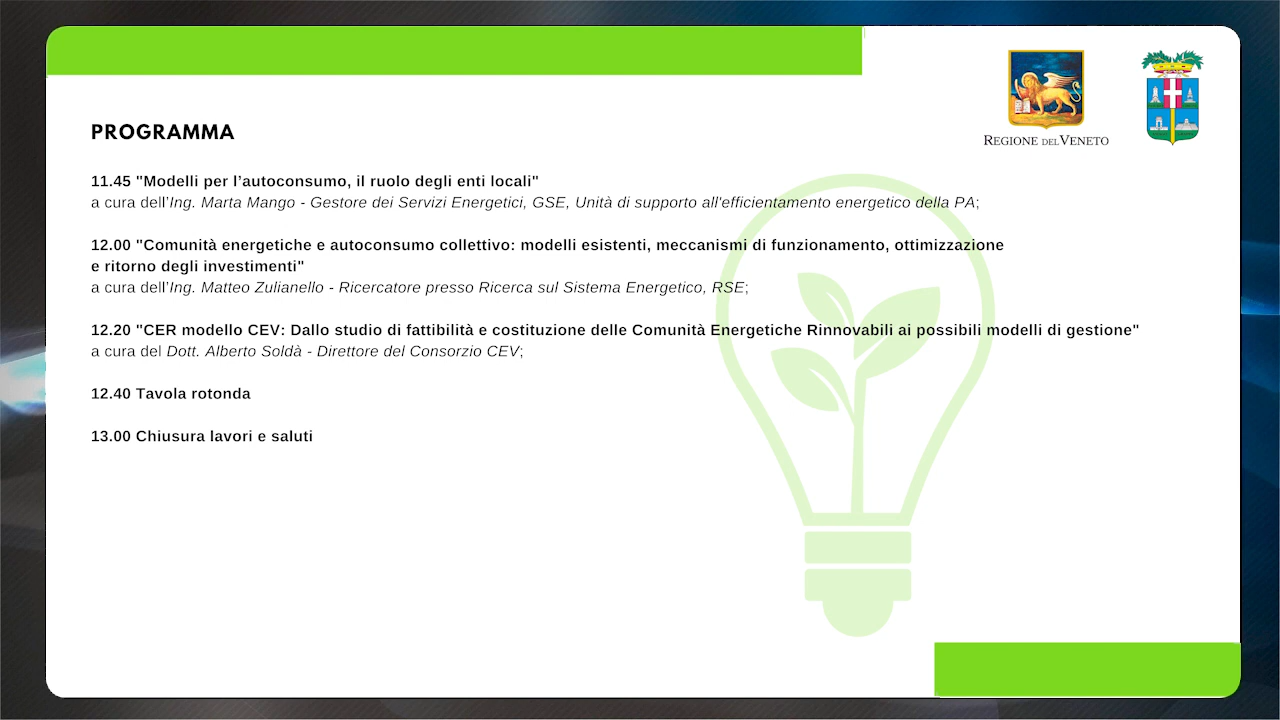 REGIONE DEL VENETO
PROGRAMMA
11.45 "Modelli per l’autoconsumo, il ruolo degli enti locali"
a cura dell'Ing. Marta Mango - Gestore dei Servizi Energetici, GSE, Unità di supporto all'efficientamento energetico della PA;
12.00 "Comunità energetiche e autoconsumo collettivo: modelli esistenti, meccanismi di funzionamento, ottimizzazione
e ritorno degli investimenti"
a cura dell'Ing. Matteo Zulianello - Ricercatore presso Ricerca sul Sistema Energetico, RSE;
12.20 "CER modello CEV: Dallo studio di fattibilità e costituzione delle Comunità Energetiche Rinnovabili ai possibili modelli di gestione"
a cura del Dott. Alberto Soldà - Direttore del Consorzio CEV;
12.40 Tavola rotonda
13.00 Chiusura lavori e saluti